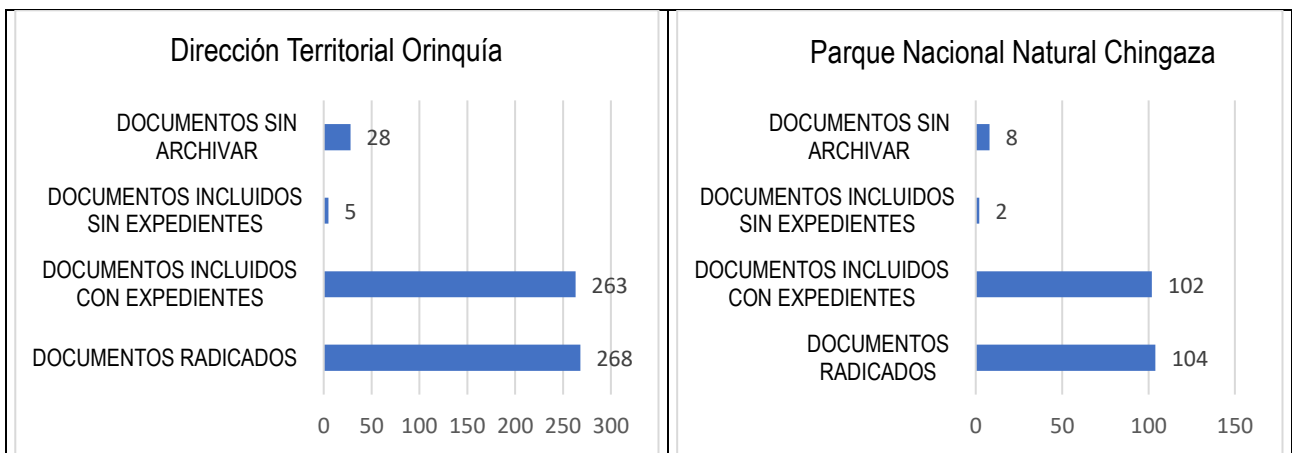 Dirección Territorial Orinquía
DOCUMENTOS SIN
ARCHIVAR
28
DOCUMENTOS INCLUIDOS
SIN EXPEDIENTES
5
DOCUMENTOS INCLUIDOS
CON EXPEDIENTES
263
DOCUMENTOS RADICADOS
268
0 50 100 150 200 250 300
Parque Nacional Natural Chingaza
DOCUMENTOS SIN
ARCHIVAR
8
DOCUMENTOS INCLUIDOS
SIN EXPEDIENTES
2
DOCUMENTOS INCLUIDOS
CON EXPEDIENTES
102
DOCUMENTOS
RADICADOS
104
0 50 100 150